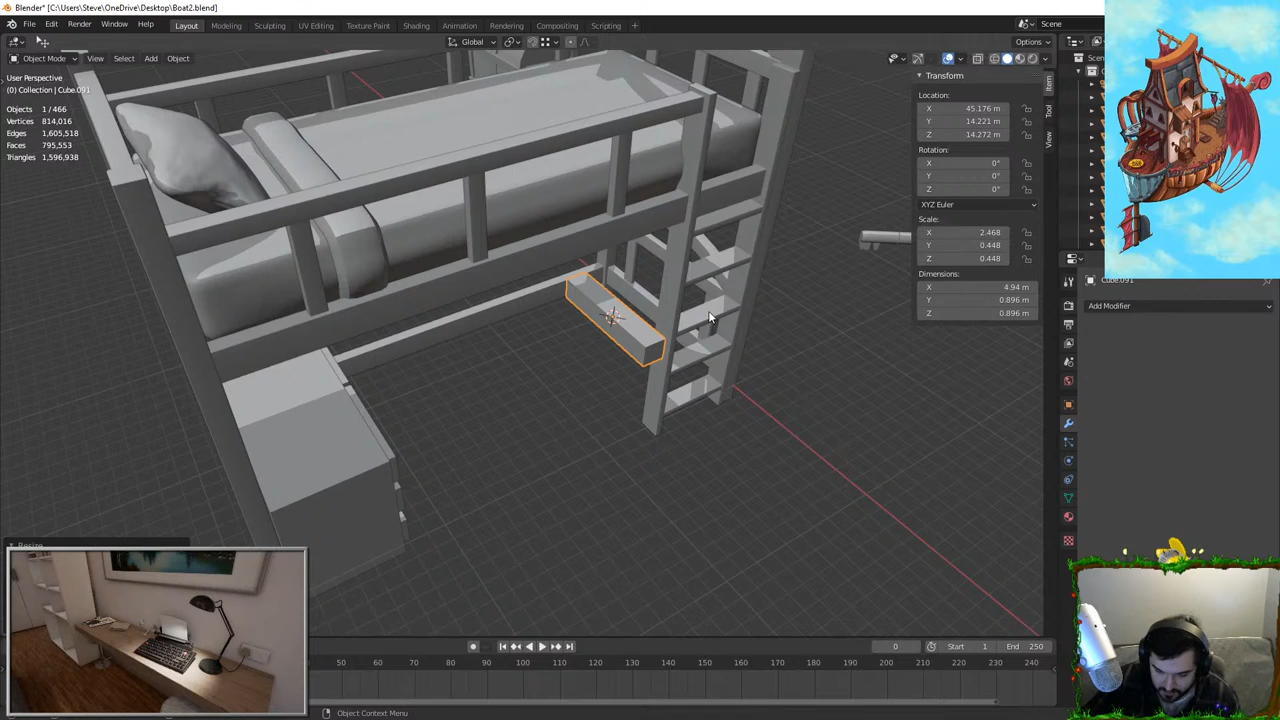 Blender* [C:\Users\Steve\OneDrive\Desktop\Boat2.blend]
File Edit Render Window Help Layout Modeling Sculpting UV Editing Texture Paint Shading Animation Rendering Compositing Scripting Scene
Global Options
Object Mode View Select Add Object
User Perspective
(0) Collection | Cube.091
Objects 1/466
Vertices 814,016
Edges 1,605,518
Faces 795,553
Triangles 1,596,938
Transform
Location:
X 45.176 m
Y 14.221 m
Z 14.272 m
Rotation:
X 0°
Y 0°
Z 0°
XYZ Euler
Scale:
X 2.468
Y 0.448
Z 0.448
Dimensions:
X 4.94 m
Y 0.896 m
Z 0.896 m
Item
Tool
View
Cube.091
Add Modifier
Resize
0 Start 1 End 250
50 60 70 80 90 100 110 120 130 140 150 160 170 180 190 200 210 220 230 240
Object Context Menu